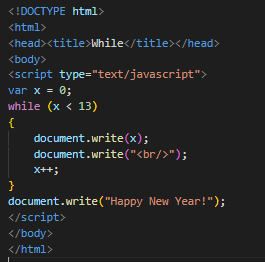 <!DOCTYPE html>
<html>
<head><title>While</title></head>
<body>
<script type="text/javascript">
var x = 0;
while (x < 13)
{
    document.write(x);
    document.write("<br/>");
    x++;
}
document.write("Happy New Year!");
</script>
</body>
</html>